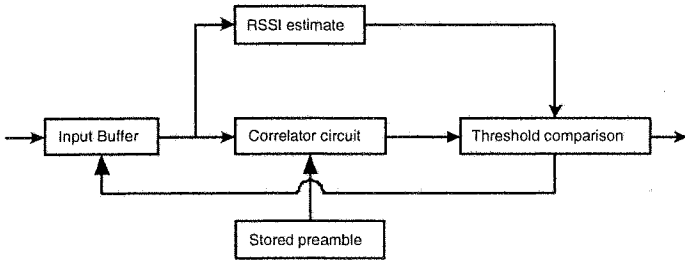 RSSI estimate
Input Buffer
Correlator circuit
Threshold comparison
Stored preamble